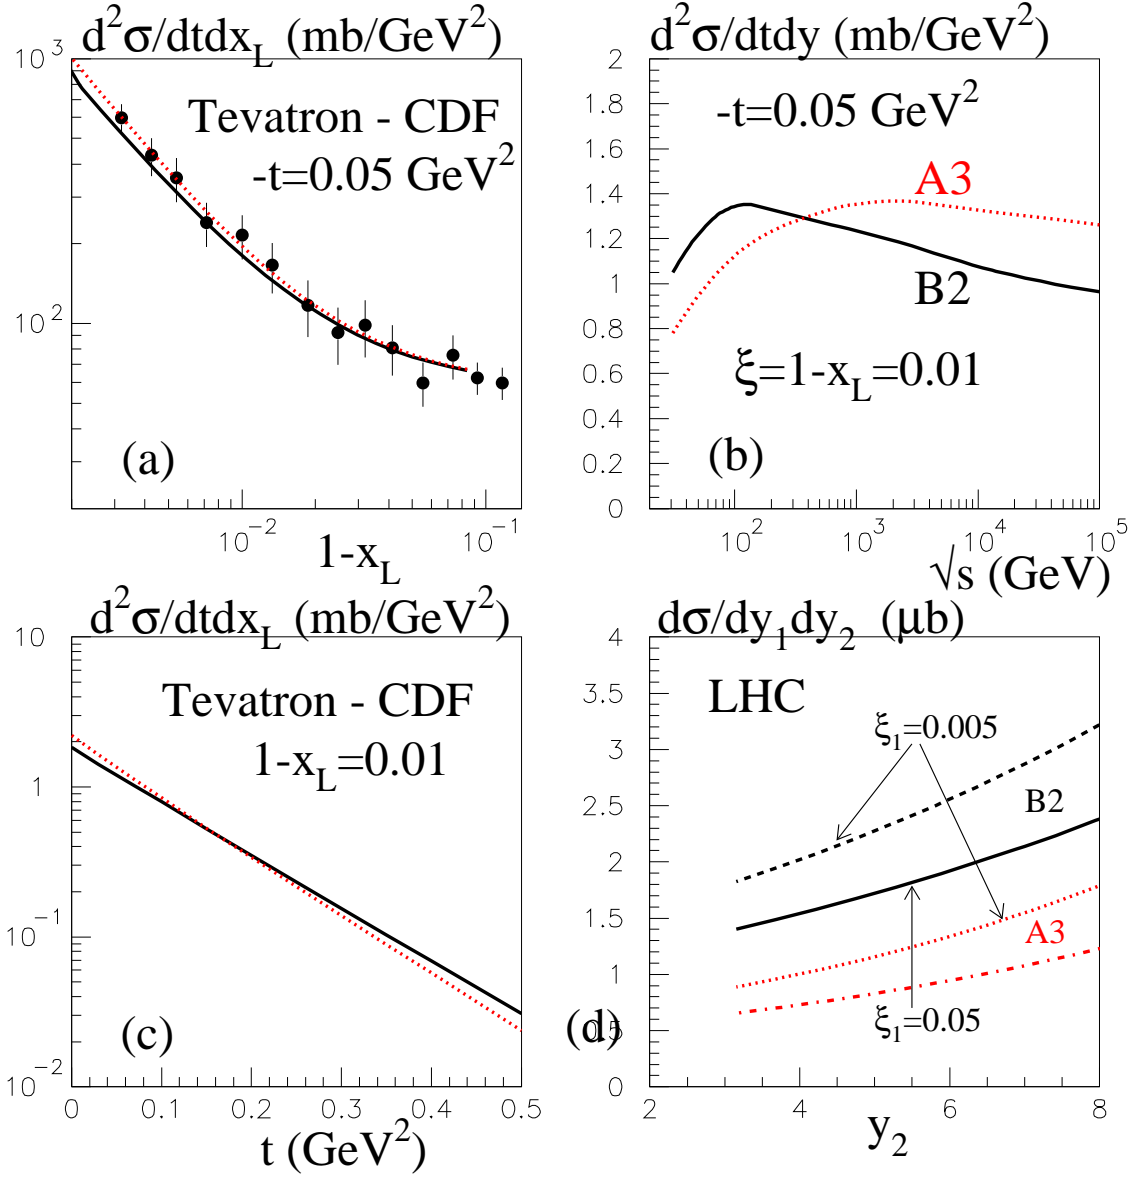 d²σ/dtdx_L (mb/GeV²)
10³
10²
Tevatron - CDF
-t=0.05 GeV²
(a)
10⁻²
10⁻¹
1-x_L
d²σ/dtdy (mb/GeV²)
2
1.8
1.6
1.4
1.2
1
0.8
0.6
0.4
0.2
0
-t=0.05 GeV²
A3
B2
ξ=1-x_L=0.01
(b)
10²
10³
10⁴
10⁵
√s (GeV)
d²σ/dtdx_L (mb/GeV²)
10
1
10⁻¹
10⁻²
Tevatron - CDF
1-x_L=0.01
(c)
0
0.1
0.2
0.3
0.4
0.5
t (GeV²)
dσ/dy₁dy₂ (μb)
4
3.5
3
2.5
2
1.5
1
0.5
0
LHC
ξ₁=0.005
B2
A3
ξ₁=0.05
(d)
2
4
6
8
y₂